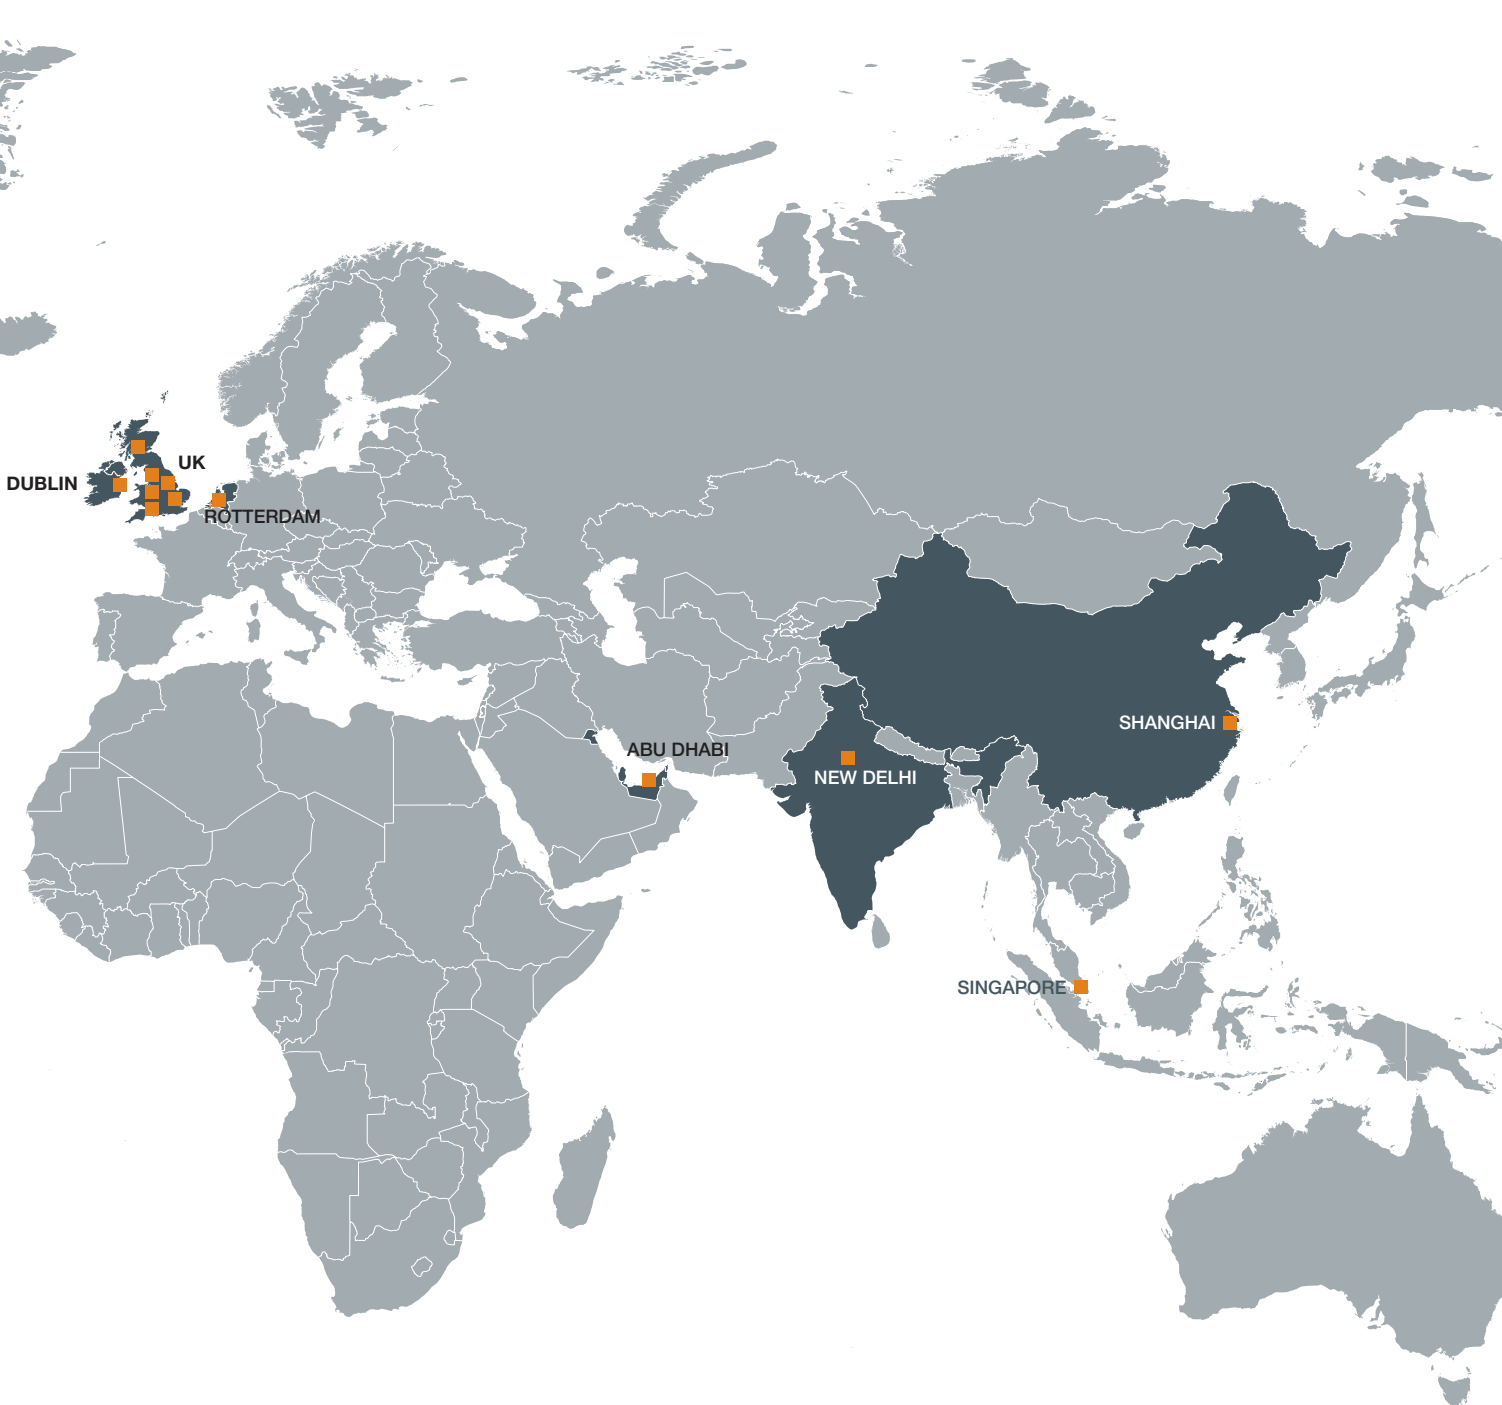 UK
DUBLIN
ROTTERDAM
SHANGHAI
ABU DHABI
NEW DELHI
SINGAPORE